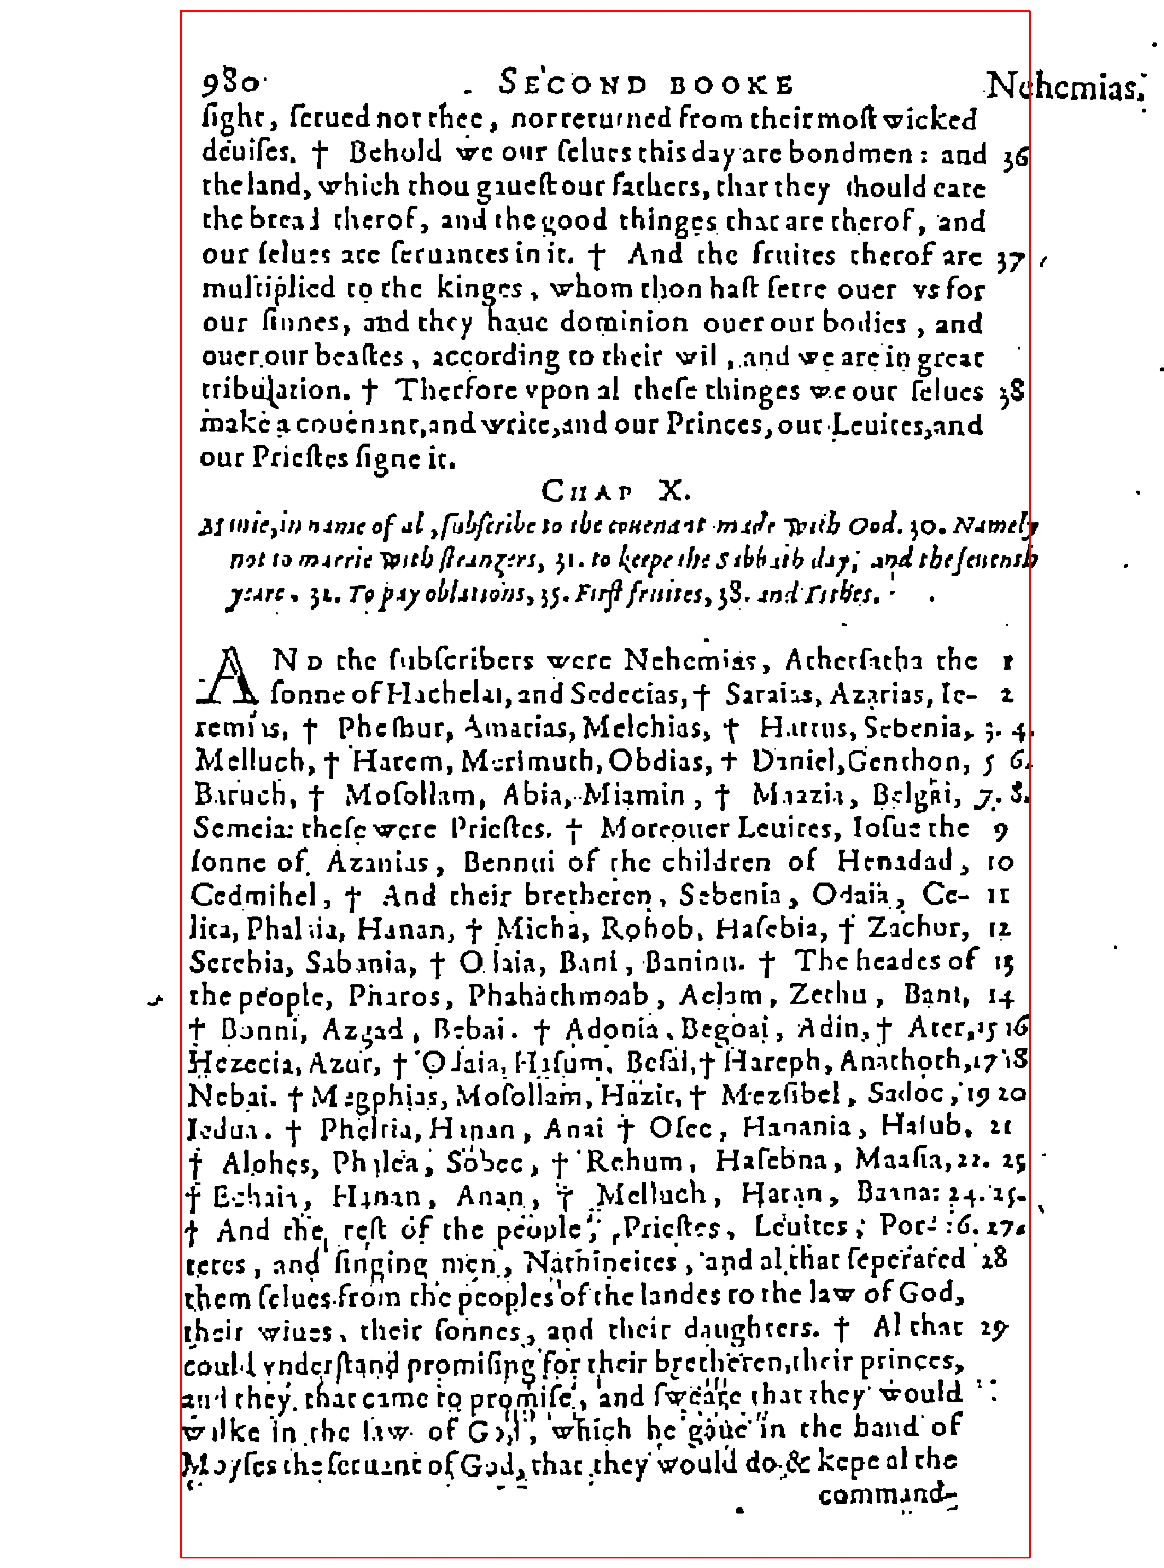 980 SECOND BOOKE Nehemias.
ſight, ſerued not thee, nor returned from their moſt wicked
deuiſes. † Behold we our ſelues this day are bondmen: and 36
the land, which thou gaueſt our fathers, that they ſhould eate
the bread therof, and the good thinges that are therof, and
our ſelues are ſeruantes in it. † And the fruites therof are 37
multiplied to the kinges, whom thou haſt ſette ouer vs for
our ſinnes, and they haue dominion ouer our bodies, and
ouer our beaſtes, according to their wil, and we are in great
tribulation. † Therfore vpon al theſe thinges we our ſelues 38
make a couenant, and write, and our Princes, our Leuites, and
our Prieſtes ſigne it.
CHAP X.
Manie, in name of al, ſubſcribe to the couenant made with God. 30. Namely
not to marrie with ſtrangers, 31. to keepe the Sabbath day, and the ſeuenth
yeare. 32. To pay oblations, 35. Firſt fruites, 38. and Tithes.
AND the ſubſcribers were Nehemias, Atherſatha the 1
ſonne of Hachelai, and Sedecias, † Saraias, Azarias, Ie- 2
remias, † Pheſhur, Amarias, Melchias, † Hattus, Sebenia, 3. 4.
Melluch, † Harem, Merimuth, Obdias, † Daniel, Genthon, 5 6.
Baruch, † Moſollam, Abia, Miamin, † Maazia, Belgai, 7. 8.
Semeia: theſe were Prieſtes. † Moreouer Leuites, Ioſue the 9
ſonne of Azanias, Bennui of the children of Henadad, 10
Cedmihel, † And their bretheren, Sebenia, Odaia, Ce- 11
lita, Phalaia, Hanan, † Micha, Rohob, Haſebia, † Zachur, 12
Serebia, Sabania, † Odaia, Bani, Baninu. † The heades of 13
the people, Pharos, Phahathmoab, Aelam, Zethu, Bani, 14
† Bonni, Azgad, Bebai. † Adonia, Begoai, Adin, † Ater, 15 16
Hezecia, Azur, † Odaia, Haſum, Beſai, † Hareph, Anathoth, 17 18
Nebai. † Megphias, Moſollam, Hazir, † Mezſibel, Sadoc, 19 20
Iedua. † Pheltia, Hanan, Anai † Oſee, Hanania, Haſub, 21
† Alohes, Phalea, Sobec, † Rehum, Haſebna, Maaſia, 22. 23
† Echaia, Hanan, Anan, † Melluch, Haran, Baana: 24. 25.
† And the reſt of the people, Prieſtes, Leuites, Por- 26. 27.
teres, and ſinging men, Nathineites, and al that ſeperated 28
them ſelues from the peoples of the landes to the law of God,
their wiues, their ſonnes, and their daughters. † Al that 29
could vnderſtand promiſing for their bretheren, their princes,
and they that came to promiſe, and ſweare that they would
walke in the law of God, which he gaue in the hand of
Moyſes the ſeruant of God, that they would do & kepe al the
command-